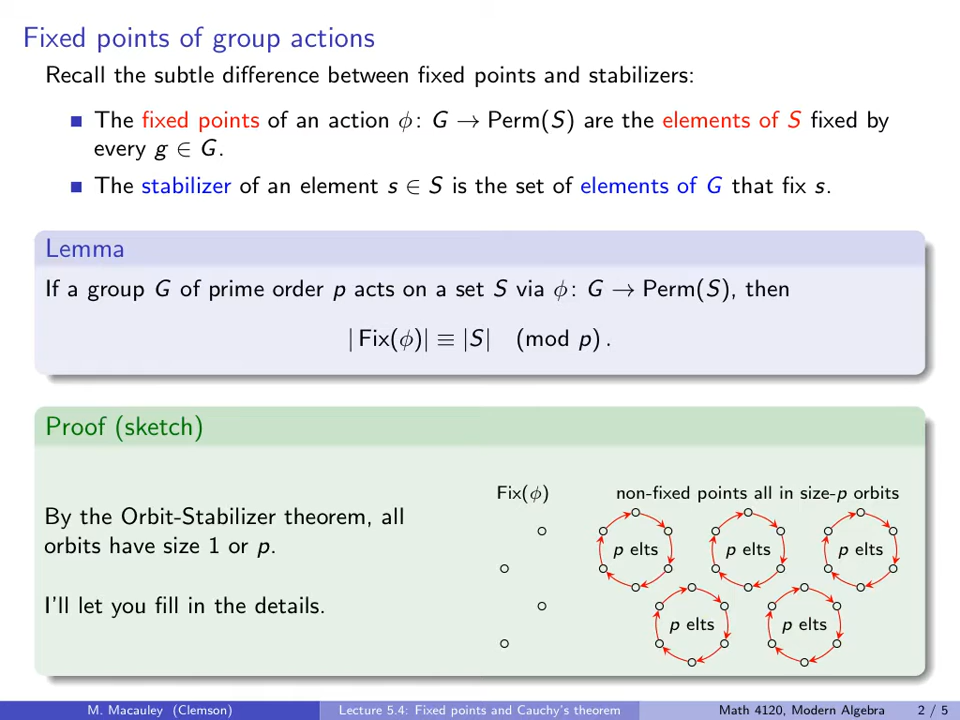 Fixed points of group actions
Recall the subtle difference between fixed points and stabilizers:
The fixed points of an action ϕ: G → Perm(S) are the elements of S fixed by
every g ∈ G.
The stabilizer of an element s ∈ S is the set of elements of G that fix s.
Lemma
If a group G of prime order p acts on a set S via ϕ: G → Perm(S), then
| Fix(ϕ)| ≡ |S| (mod p) .
Proof (sketch)
By the Orbit-Stabilizer theorem, all
orbits have size 1 or p.
I'll let you fill in the details.
Fix(ϕ)
non-fixed points all in size-p orbits
p elts
p elts
p elts
p elts
p elts
M. Macauley (Clemson)
Lecture 5.4: Fixed points and Cauchy's theorem
Math 4120, Modern Algebra
2 / 5